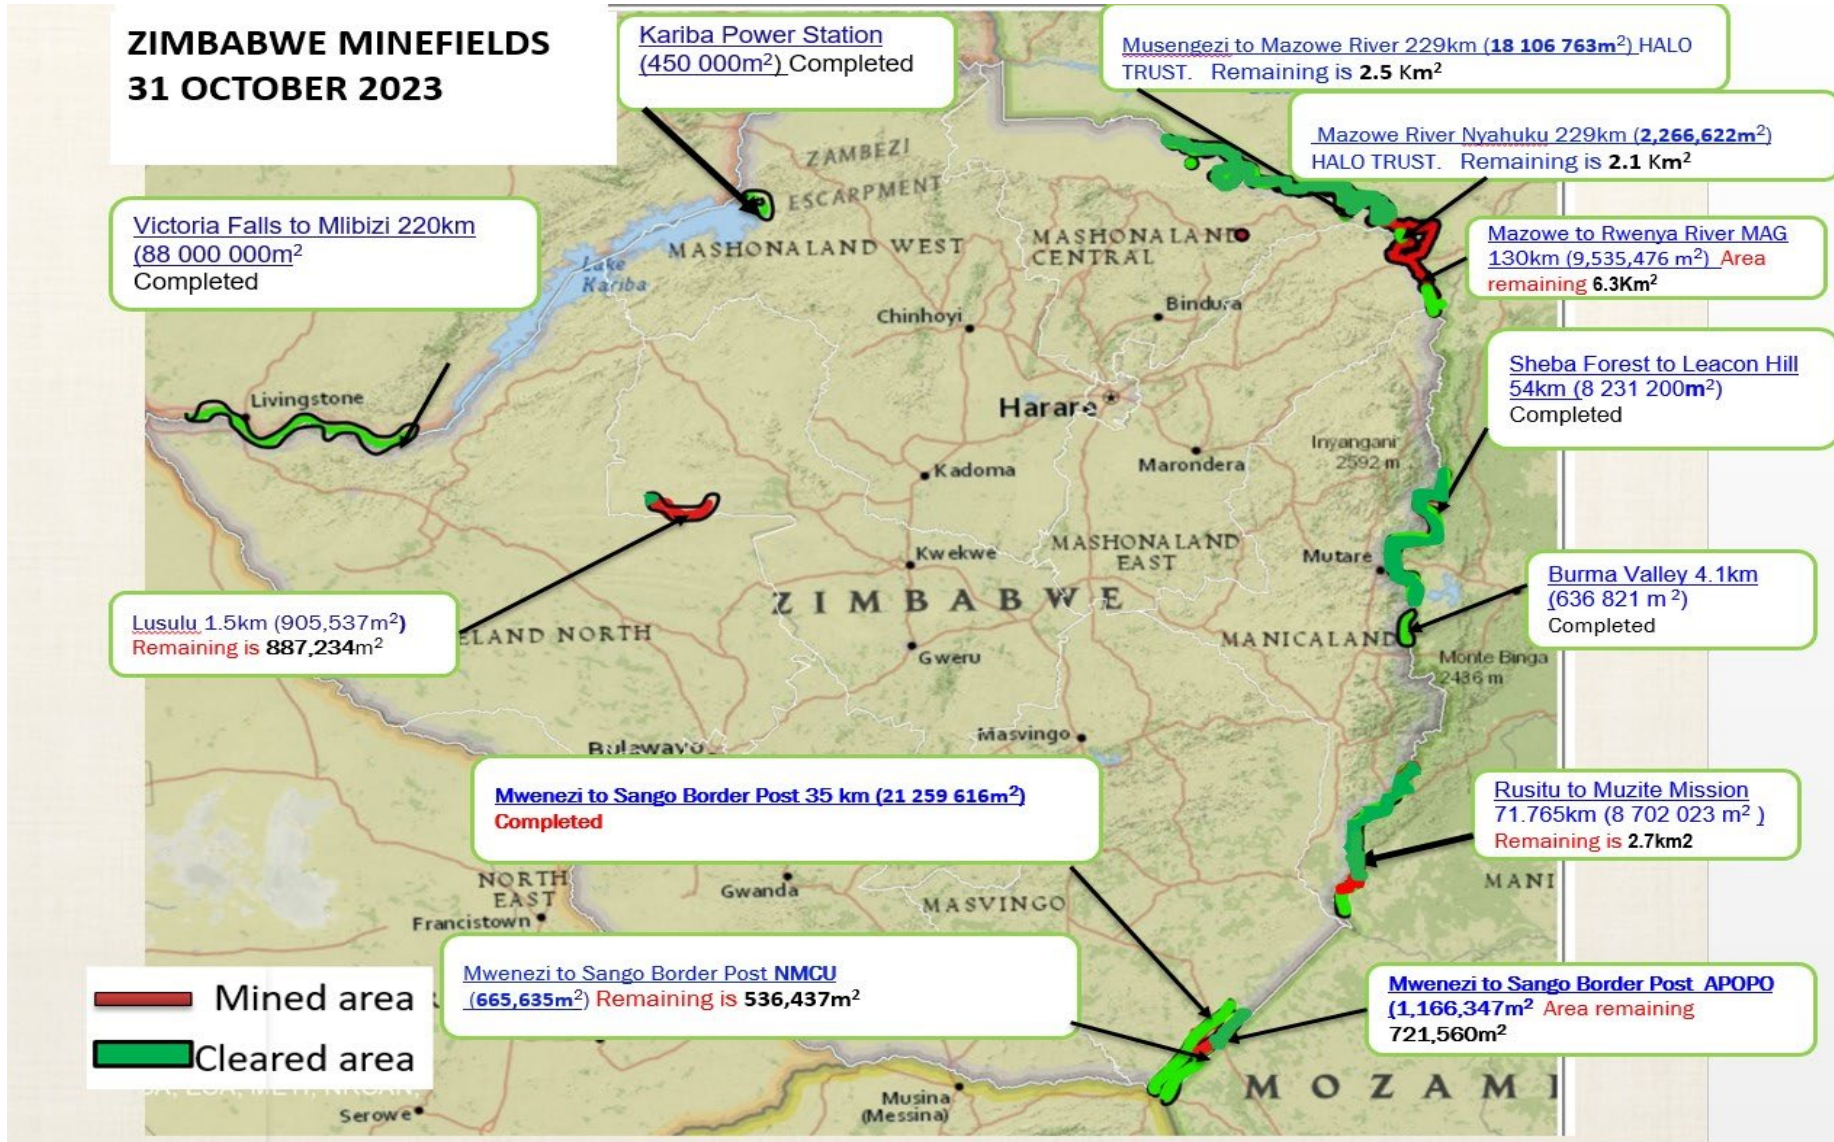 ZIMBABWE MINEFIELDS
31 OCTOBER 2023
Kariba Power Station
(450 000m²) Completed
Musengezi to Mazowe River 229km (18 106 763m²) HALO
TRUST. Remaining is 2.5 Km²
Mazowe River Nyahuku 229km (2,266,622m²)
HALO TRUST. Remaining is 2.1 Km²
Victoria Falls to Mlibizi 220km
(88 000 000m²
Completed
Mazowe to Rwenya River MAG
130km (9,535,476 m²) Area
remaining 6.3Km²
Sheba Forest to Leacon Hill
54km (8 231 200m²)
Completed
Burma Valley 4.1km
(636 821 m²)
Completed
Lusulu 1.5km (905,537m²)
Remaining is 887,234m²
Mwenezi to Sango Border Post 35 km (21 259 616m²)
Completed
Rusitu to Muzite Mission
71.765km (8 702 023 m² )
Remaining is 2.7km2
Mwenezi to Sango Border Post NMCU
(665,635m²) Remaining is 536,437m²
Mwenezi to Sango Border Post APOPO
(1,166,347m² Area remaining
721,560m²
Mined area
Cleared area
ZAMBEZI
ESCARPMENT
MASHONALAND WEST
MASHONALAND
CENTRAL
Lake
Kariba
Chinhoyi
Bindura
Livingstone
Harare
Inyangani
2592 m
Kadoma
Marondera
Kwekwe
MASHONALAND
EAST
Mutare
ZIMBABWE
ELAND NORTH
MANICALAND
Gweru
Monte Binga
2436 m
Masvingo
Bulawayo
NORTH
EAST
Francistown
Gwanda
MASVINGO
MANI
MOZAM
Musina
(Messina)
Serowe